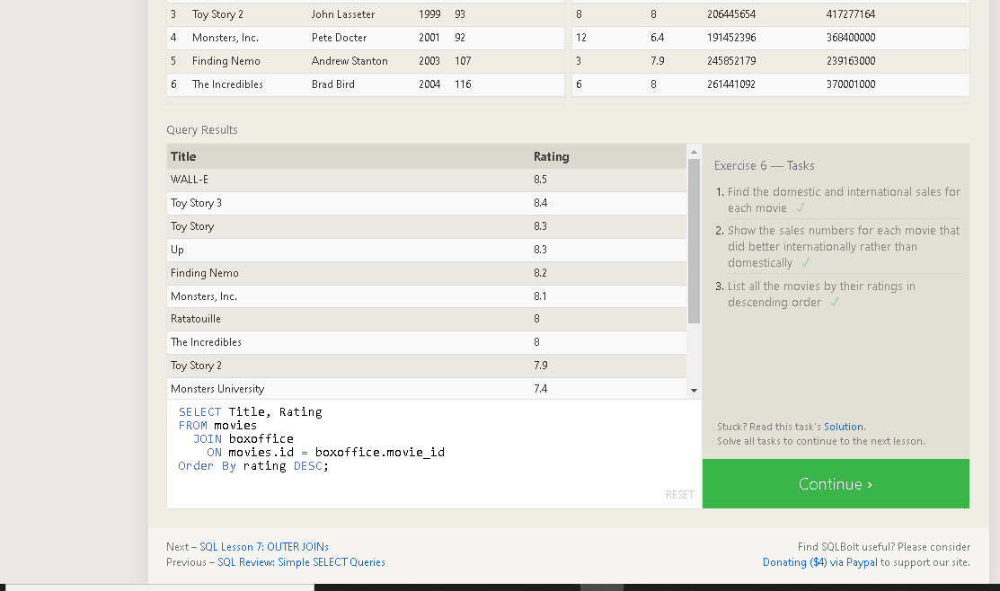 3 Toy Story 2 John Lasseter 1999 93 8 8 206445654 417277164
4 Monsters, Inc. Pete Docter 2001 92 12 6.4 191452396 368400000
5 Finding Nemo Andrew Stanton 2003 107 3 7.9 245852179 239163000
6 The Incredibles Brad Bird 2004 116 6 8 261441092 370001000
Query Results
Title Rating
WALL-E 8.5
Toy Story 3 8.4
Toy Story 8.3
Up 8.3
Finding Nemo 8.2
Monsters, Inc. 8.1
Ratatouille 8
The Incredibles 8
Toy Story 2 7.9
Monsters University 7.4
SELECT Title, Rating
FROM movies
JOIN boxoffice
ON movies.id = boxoffice.movie_id
Order By rating DESC;
RESET
Exercise 6 — Tasks
1. Find the domestic and international sales for
each movie ✓
2. Show the sales numbers for each movie that
did better internationally rather than
domestically ✓
3. List all the movies by their ratings in
descending order ✓
Stuck? Read this task's Solution.
Solve all tasks to continue to the next lesson.
Continue ›
Next – SQL Lesson 7: OUTER JOINs
Previous – SQL Review: Simple SELECT Queries
Find SQLBolt useful? Please consider
Donating ($4) via Paypal to support our site.